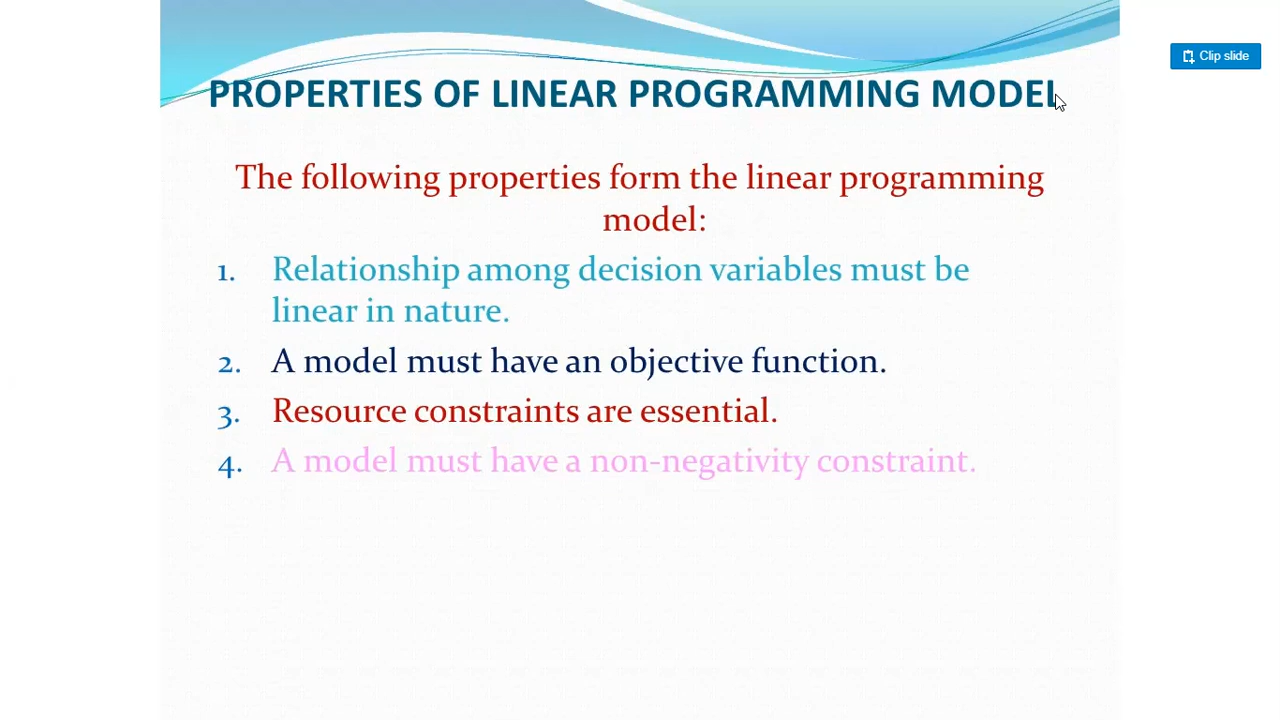 Clip slide
PROPERTIES OF LINEAR PROGRAMMING MODEL
The following properties form the linear programming
model:
1. Relationship among decision variables must be
linear in nature.
2. A model must have an objective function.
3. Resource constraints are essential.
4. A model must have a non-negativity constraint.